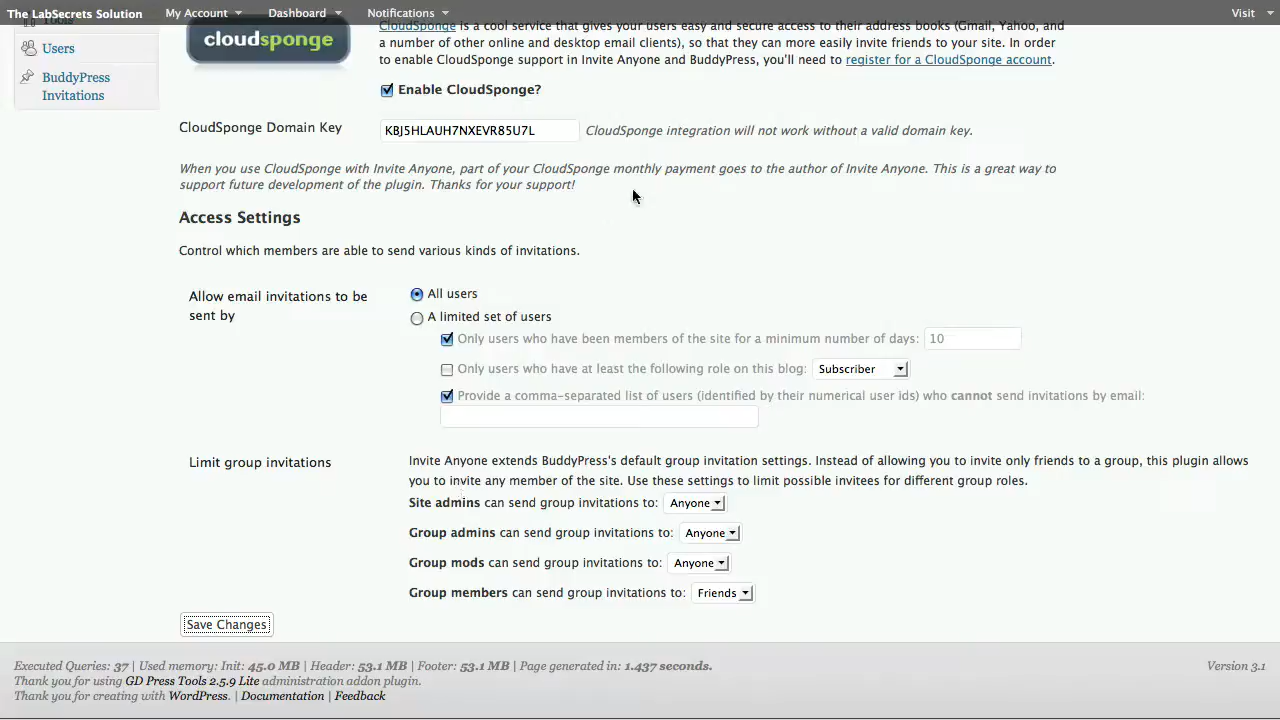 The LabSecrets Solution My Account Dashboard Notifications Visit
Tools
Users
BuddyPress
Invitations
cloudsponge
CloudSponge is a cool service that gives your users easy and secure access to their address books (Gmail, Yahoo, and
a number of other online and desktop email clients), so that they can more easily invite friends to your site. In order
to enable CloudSponge support in Invite Anyone and BuddyPress, you'll need to register for a CloudSponge account.
Enable CloudSponge?
CloudSponge Domain Key KBJ5HLAUH7NXEVR85U7L CloudSponge integration will not work without a valid domain key.
When you use CloudSponge with Invite Anyone, part of your CloudSponge monthly payment goes to the author of Invite Anyone. This is a great way to
support future development of the plugin. Thanks for your support!
Access Settings
Control which members are able to send various kinds of invitations.
Allow email invitations to be
sent by
All users
A limited set of users
Only users who have been members of the site for a minimum number of days: 10
Only users who have at least the following role on this blog: Subscriber
Provide a comma-separated list of users (identified by their numerical user ids) who cannot send invitations by email:
Limit group invitations
Invite Anyone extends BuddyPress's default group invitation settings. Instead of allowing you to invite only friends to a group, this plugin allows
you to invite any member of the site. Use these settings to limit possible invitees for different group roles.
Site admins can send group invitations to: Anyone
Group admins can send group invitations to: Anyone
Group mods can send group invitations to: Anyone
Group members can send group invitations to: Friends
Save Changes
Executed Queries: 37 | Used memory: Init: 45.0 MB | Header: 53.1 MB | Footer: 53.1 MB | Page generated in: 1.437 seconds. Version 3.1
Thank you for using GD Press Tools 2.5.9 Lite administration addon plugin.
Thank you for creating with WordPress. | Documentation | Feedback